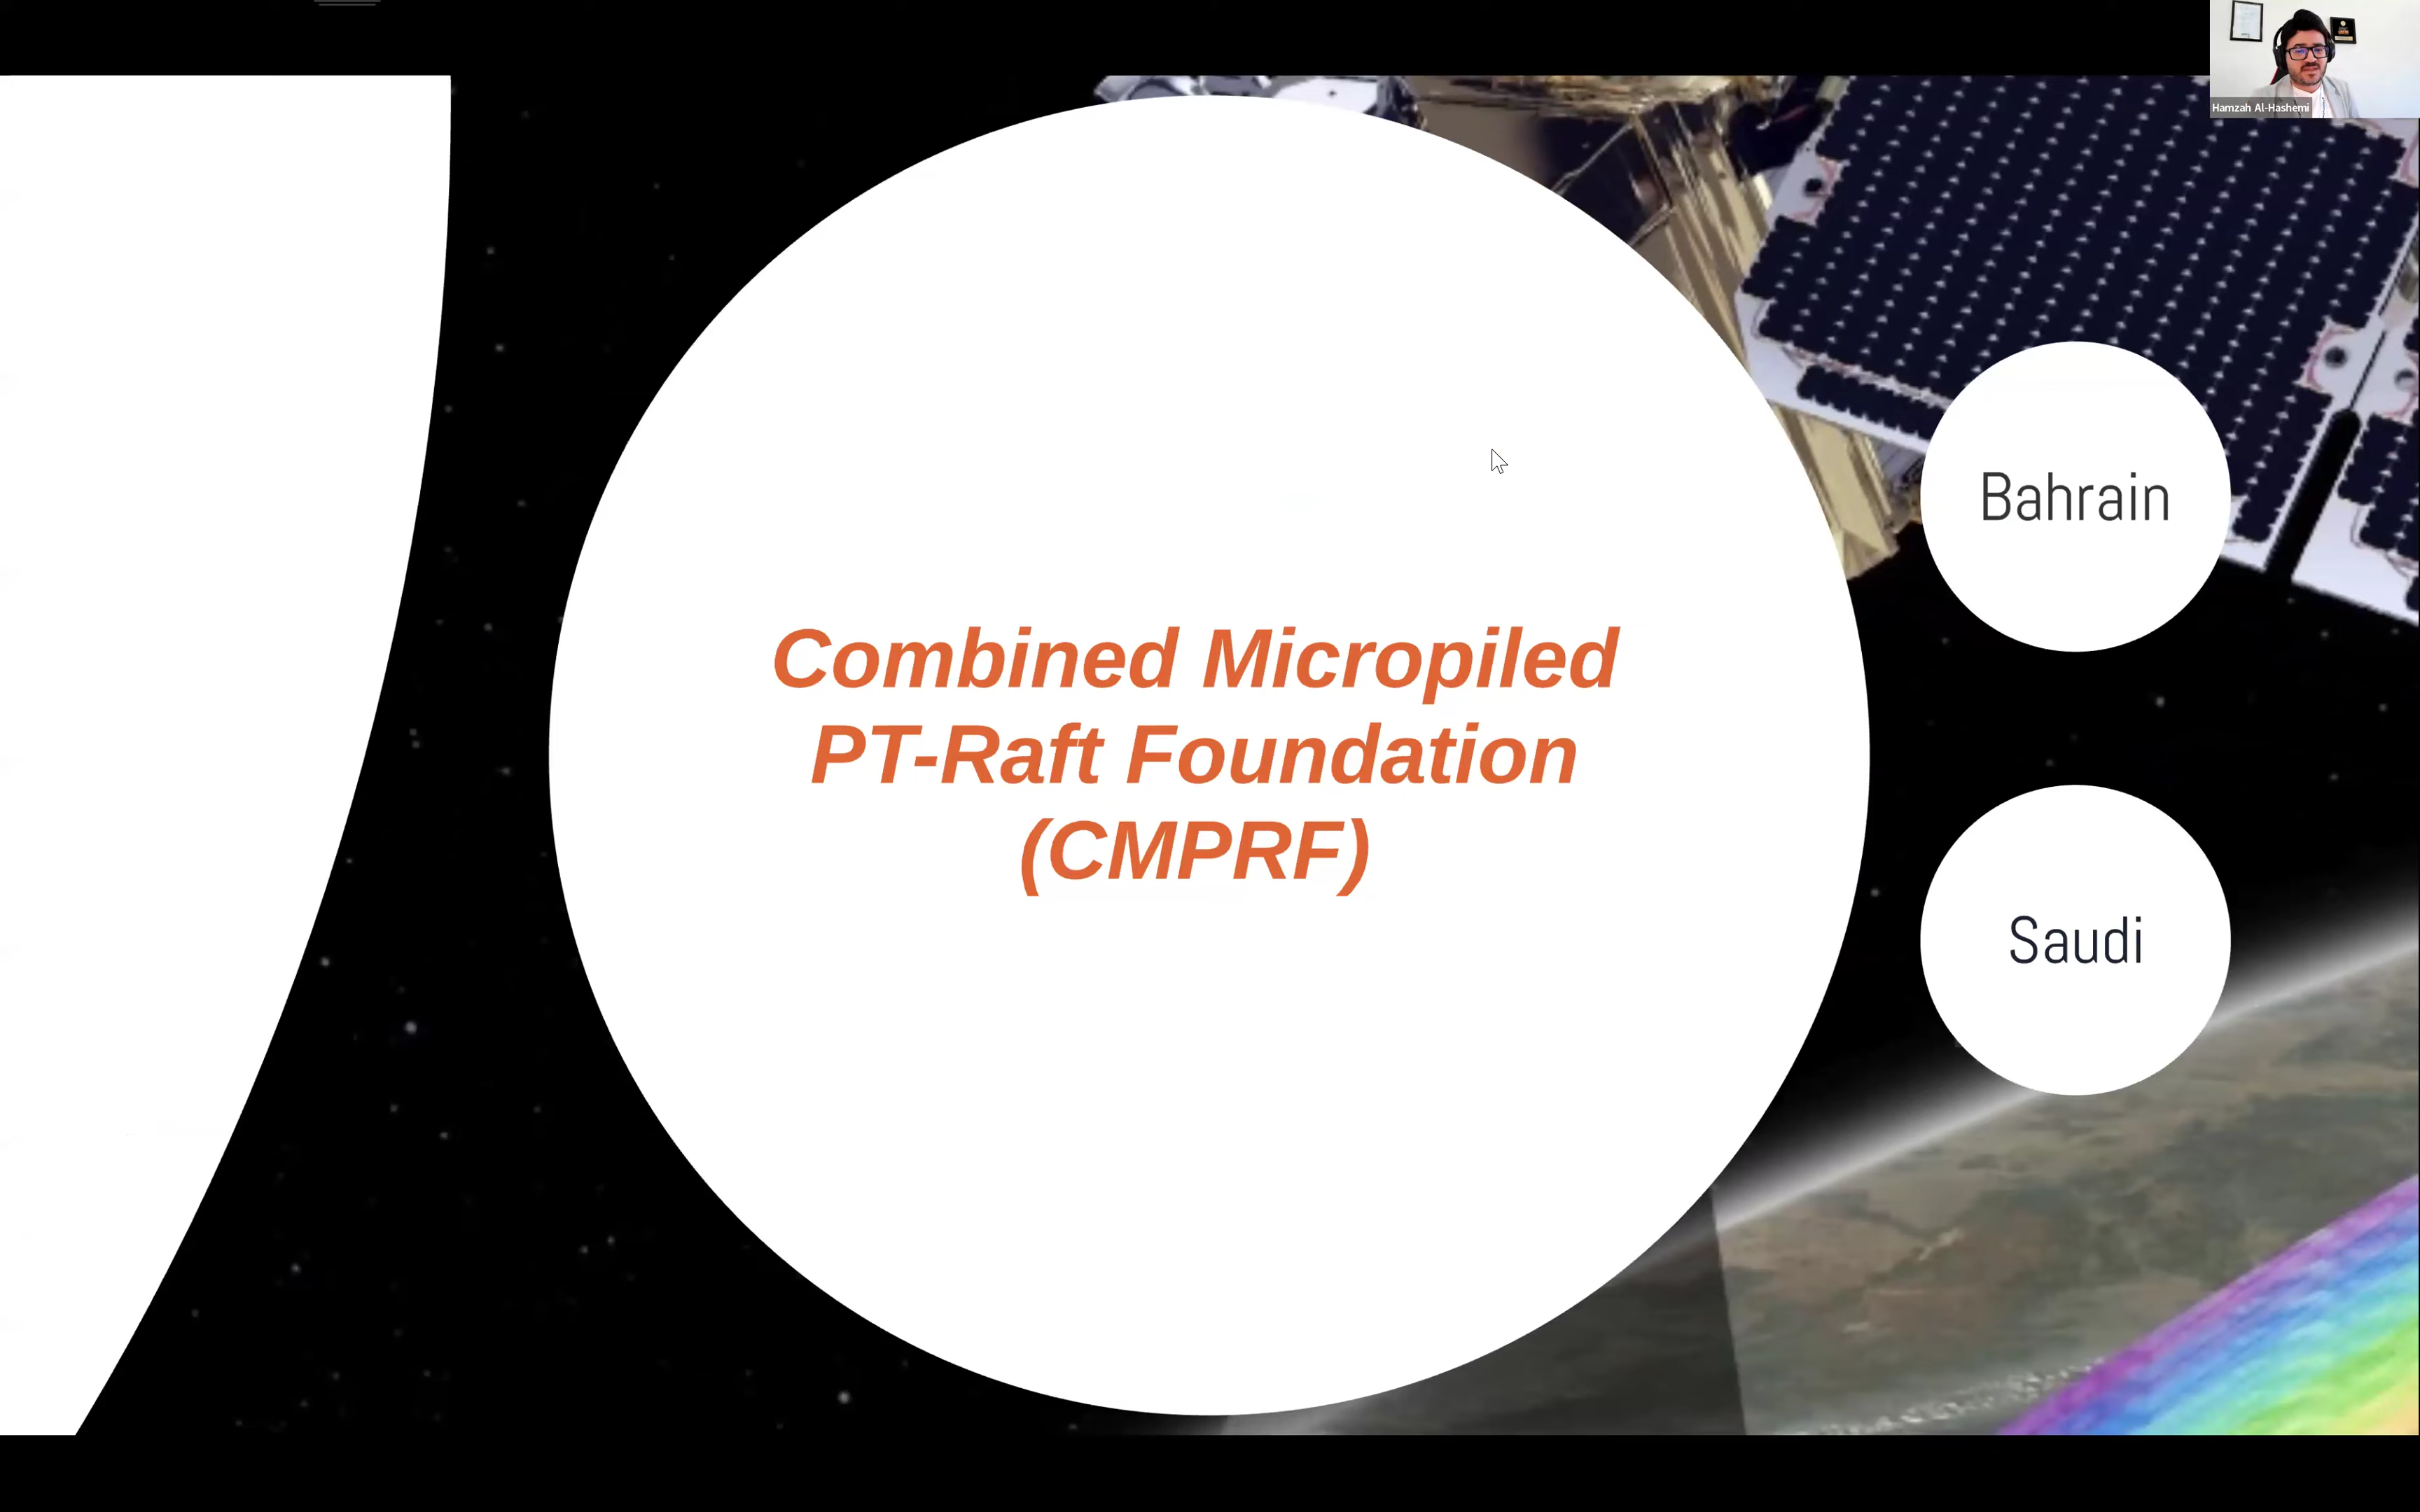 Hamzah Al-Hashemi
Bahrain
Combined Micropiled
PT-Raft Foundation
(CMPRF)
Saudi